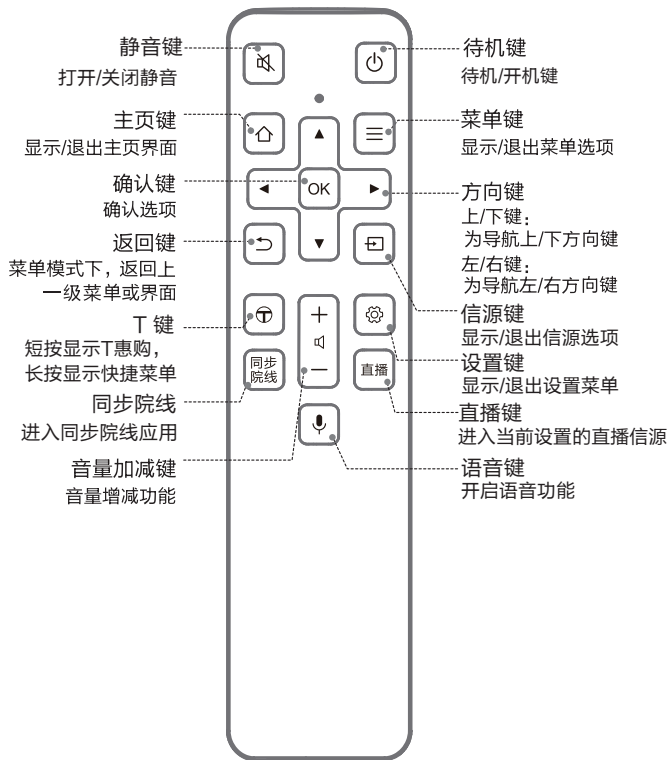 静音键
打开/关闭静音
主页键
显示/退出主页界面
确认键
确认选项
返回键
菜单模式下，返回上
一级菜单或界面
T 键
短按显示T惠购，
长按显示快捷菜单
同步院线
进入同步院线应用
音量加减键
音量增减功能
OK
同步
院线
直播
待机键
待机/开机键
菜单键
显示/退出菜单选项
方向键
上/下键：
为导航上/下方向键
左/右键：
为导航左/右方向键
信源键
显示/退出信源选项
设置键
显示/退出设置菜单
直播键
进入当前设置的直播信源
语音键
开启语音功能